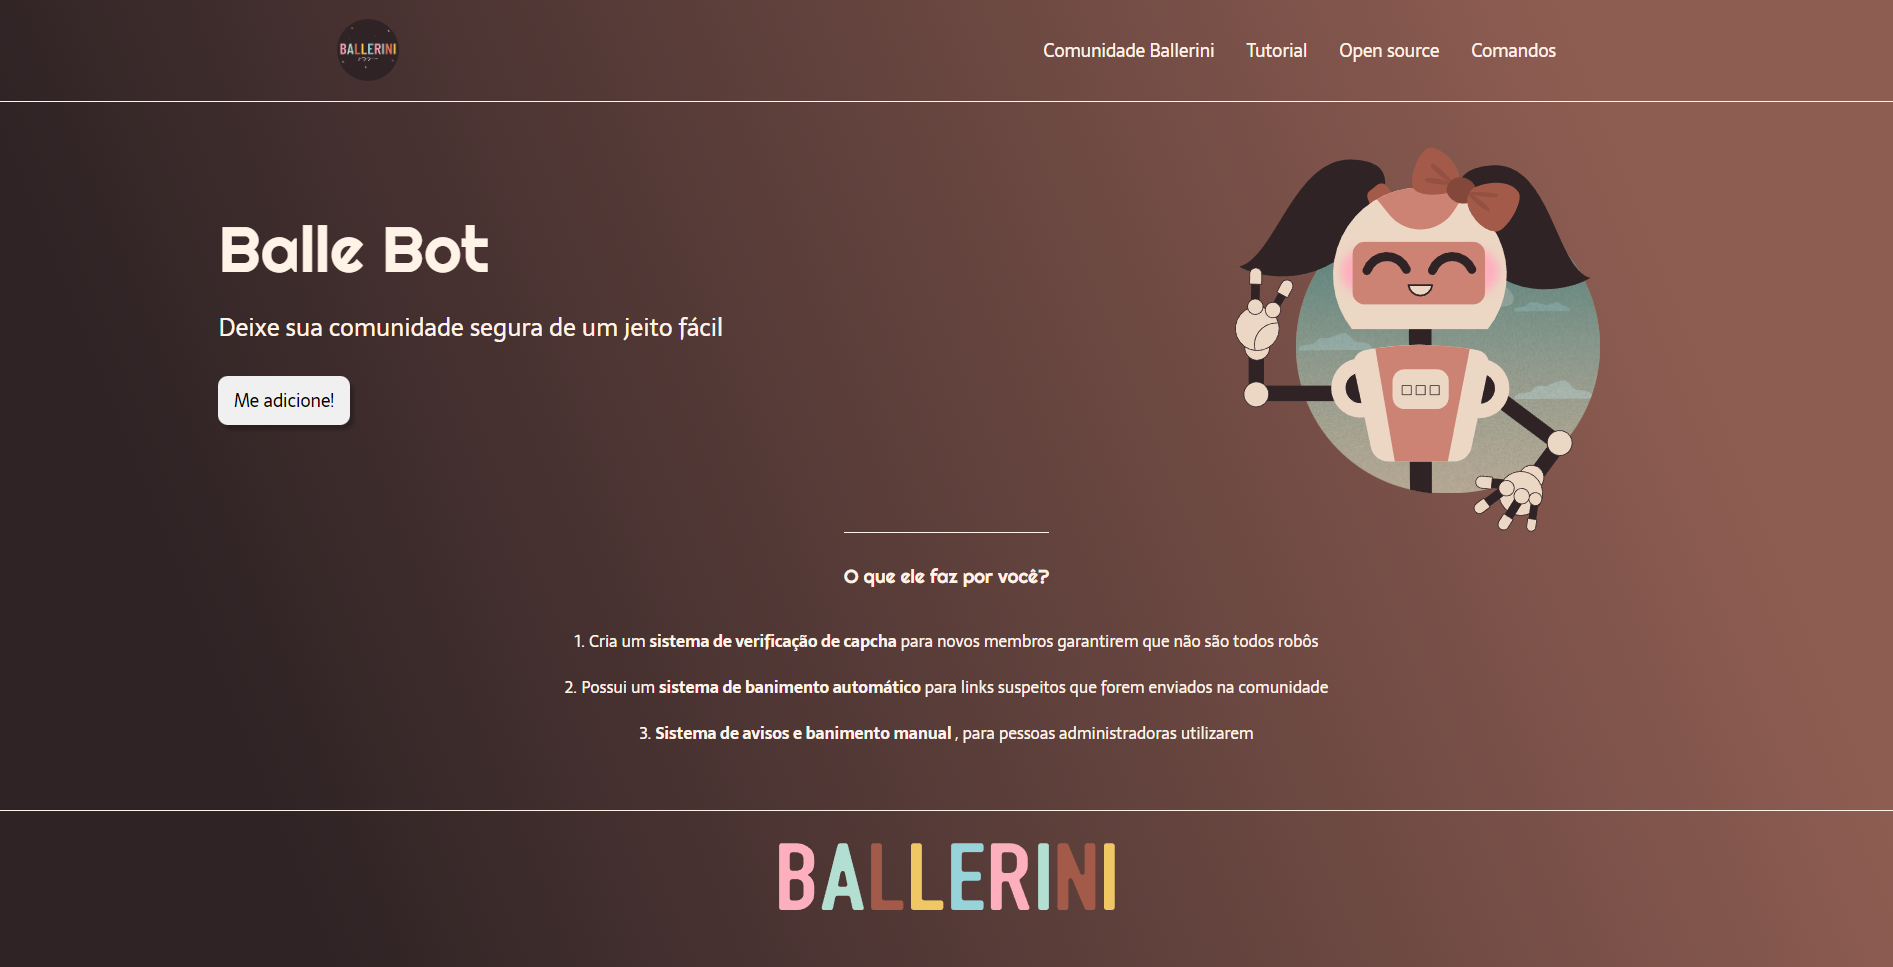 BALLERINI
Comunidade Ballerini
Tutorial
Open source
Comandos
Balle Bot
Deixe sua comunidade segura de um jeito fácil
Me adicione!
O que ele faz por você?
1. Cria um sistema de verificação de capcha para novos membros garantirem que não são todos robôs
2. Possui um sistema de banimento automático para links suspeitos que forem enviados na comunidade
3. Sistema de avisos e banimento manual , para pessoas administradoras utilizarem
BALLERINI